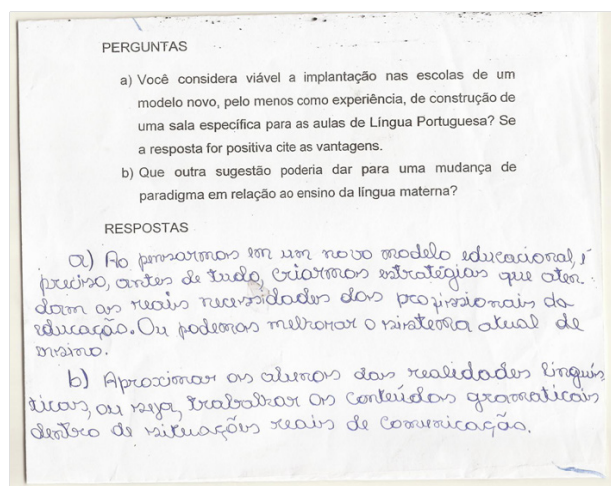 PERGUNTAS
a) Você considera viável a implantação nas escolas de um
modelo novo, pelo menos como experiência, de construção de
uma sala específica para as aulas de Língua Portuguesa? Se
a resposta for positiva cite as vantagens.
b) Que outra sugestão poderia dar para uma mudança de
paradigma em relação ao ensino da língua materna?
RESPOSTAS
a) Ao pensarmos em um novo modelo educacional, é
preciso, antes de tudo, criarmos estratégias que aten-
dam as reais necessidades dos profissionais da
educação. Ou podemos melhorar o sistema atual de
ensino.
b) Aproximar os alunos das realidades linguís
ticas, ou seja, trabalhar os conteúdos gramaticais
dentro de situações reais de comunicação.